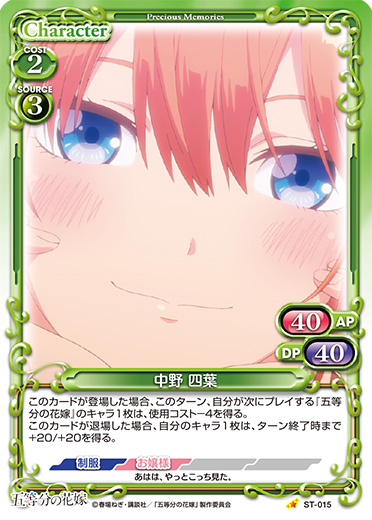 Precious Memories
Character
COST
2
SOURCE
3
40 AP
DP 40
中野 四葉
このカードが登場した場合、このターン、自分が次にプレイする『五等
分の花嫁』のキャラ1枚は、使用コスト－4を得る。
このカードが退場した場合、自分のキャラ1枚は、ターン終了時まで
+20/+20を得る。
制服 お嬢様
あはは、やっとこっち見た。
五等分の花嫁
©春場ねぎ・講談社／「五等分の花嫁」製作委員会
ST-015